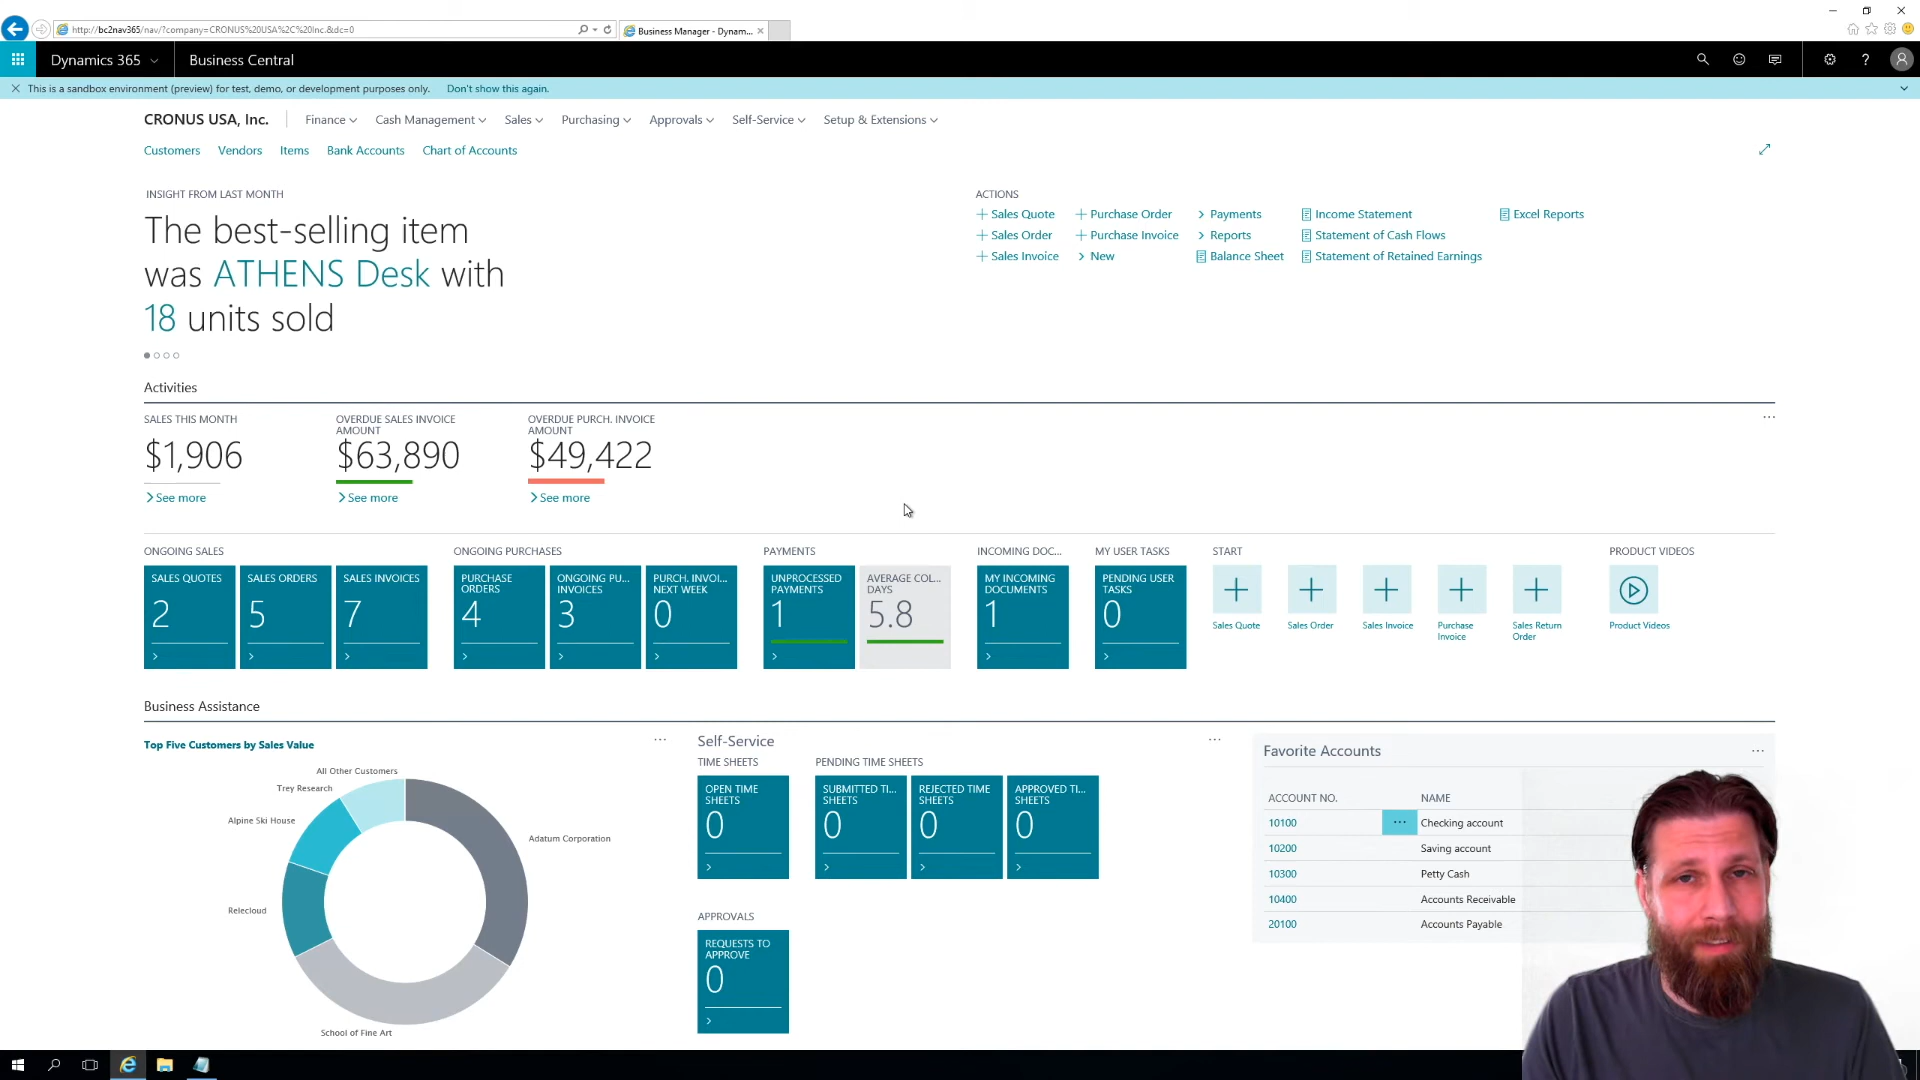 http://bc2nav365/nav/?company=CRONUS%20USA%2C%20Inc.&dc=0
Business Manager - Dynam...
Dynamics 365
Business Central
This is a sandbox environment (preview) for test, demo, or development purposes only. Don't show this again.
CRONUS USA, Inc.
Finance
Cash Management
Sales
Purchasing
Approvals
Self-Service
Setup & Extensions
Customers
Vendors
Items
Bank Accounts
Chart of Accounts
INSIGHT FROM LAST MONTH
The best-selling item
was ATHENS Desk with
18 units sold
ACTIONS
Sales Quote
Purchase Order
Payments
Income Statement
Excel Reports
Sales Order
Purchase Invoice
Reports
Statement of Cash Flows
Sales Invoice
New
Balance Sheet
Statement of Retained Earnings
Activities
SALES THIS MONTH
$1,906
See more
OVERDUE SALES INVOICE
AMOUNT
$63,890
See more
OVERDUE PURCH. INVOICE
AMOUNT
$49,422
See more
ONGOING SALES
SALES QUOTES
2
SALES ORDERS
5
SALES INVOICES
7
ONGOING PURCHASES
PURCHASE
ORDERS
4
ONGOING PU...
INVOICES
3
PURCH. INVOI...
NEXT WEEK
0
PAYMENTS
UNPROCESSED
PAYMENTS
1
AVERAGE COL...
DAYS
5.8
INCOMING DOC...
MY INCOMING
DOCUMENTS
1
MY USER TASKS
PENDING USER
TASKS
0
START
Sales Quote
Sales Order
Sales Invoice
Purchase
Invoice
Sales Return
Order
PRODUCT VIDEOS
Product Videos
Business Assistance
Top Five Customers by Sales Value
All Other Customers
Trey Research
Alpine Ski House
Adatum Corporation
Relecloud
School of Fine Art
Self-Service
TIME SHEETS
OPEN TIME
SHEETS
0
PENDING TIME SHEETS
SUBMITTED TI...
SHEETS
0
REJECTED TIME
SHEETS
0
APPROVED TI...
SHEETS
0
APPROVALS
REQUESTS TO
APPROVE
0
Favorite Accounts
ACCOUNT NO.
NAME
10100
Checking account
10200
Saving account
10300
Petty Cash
10400
Accounts Receivable
20100
Accounts Payable